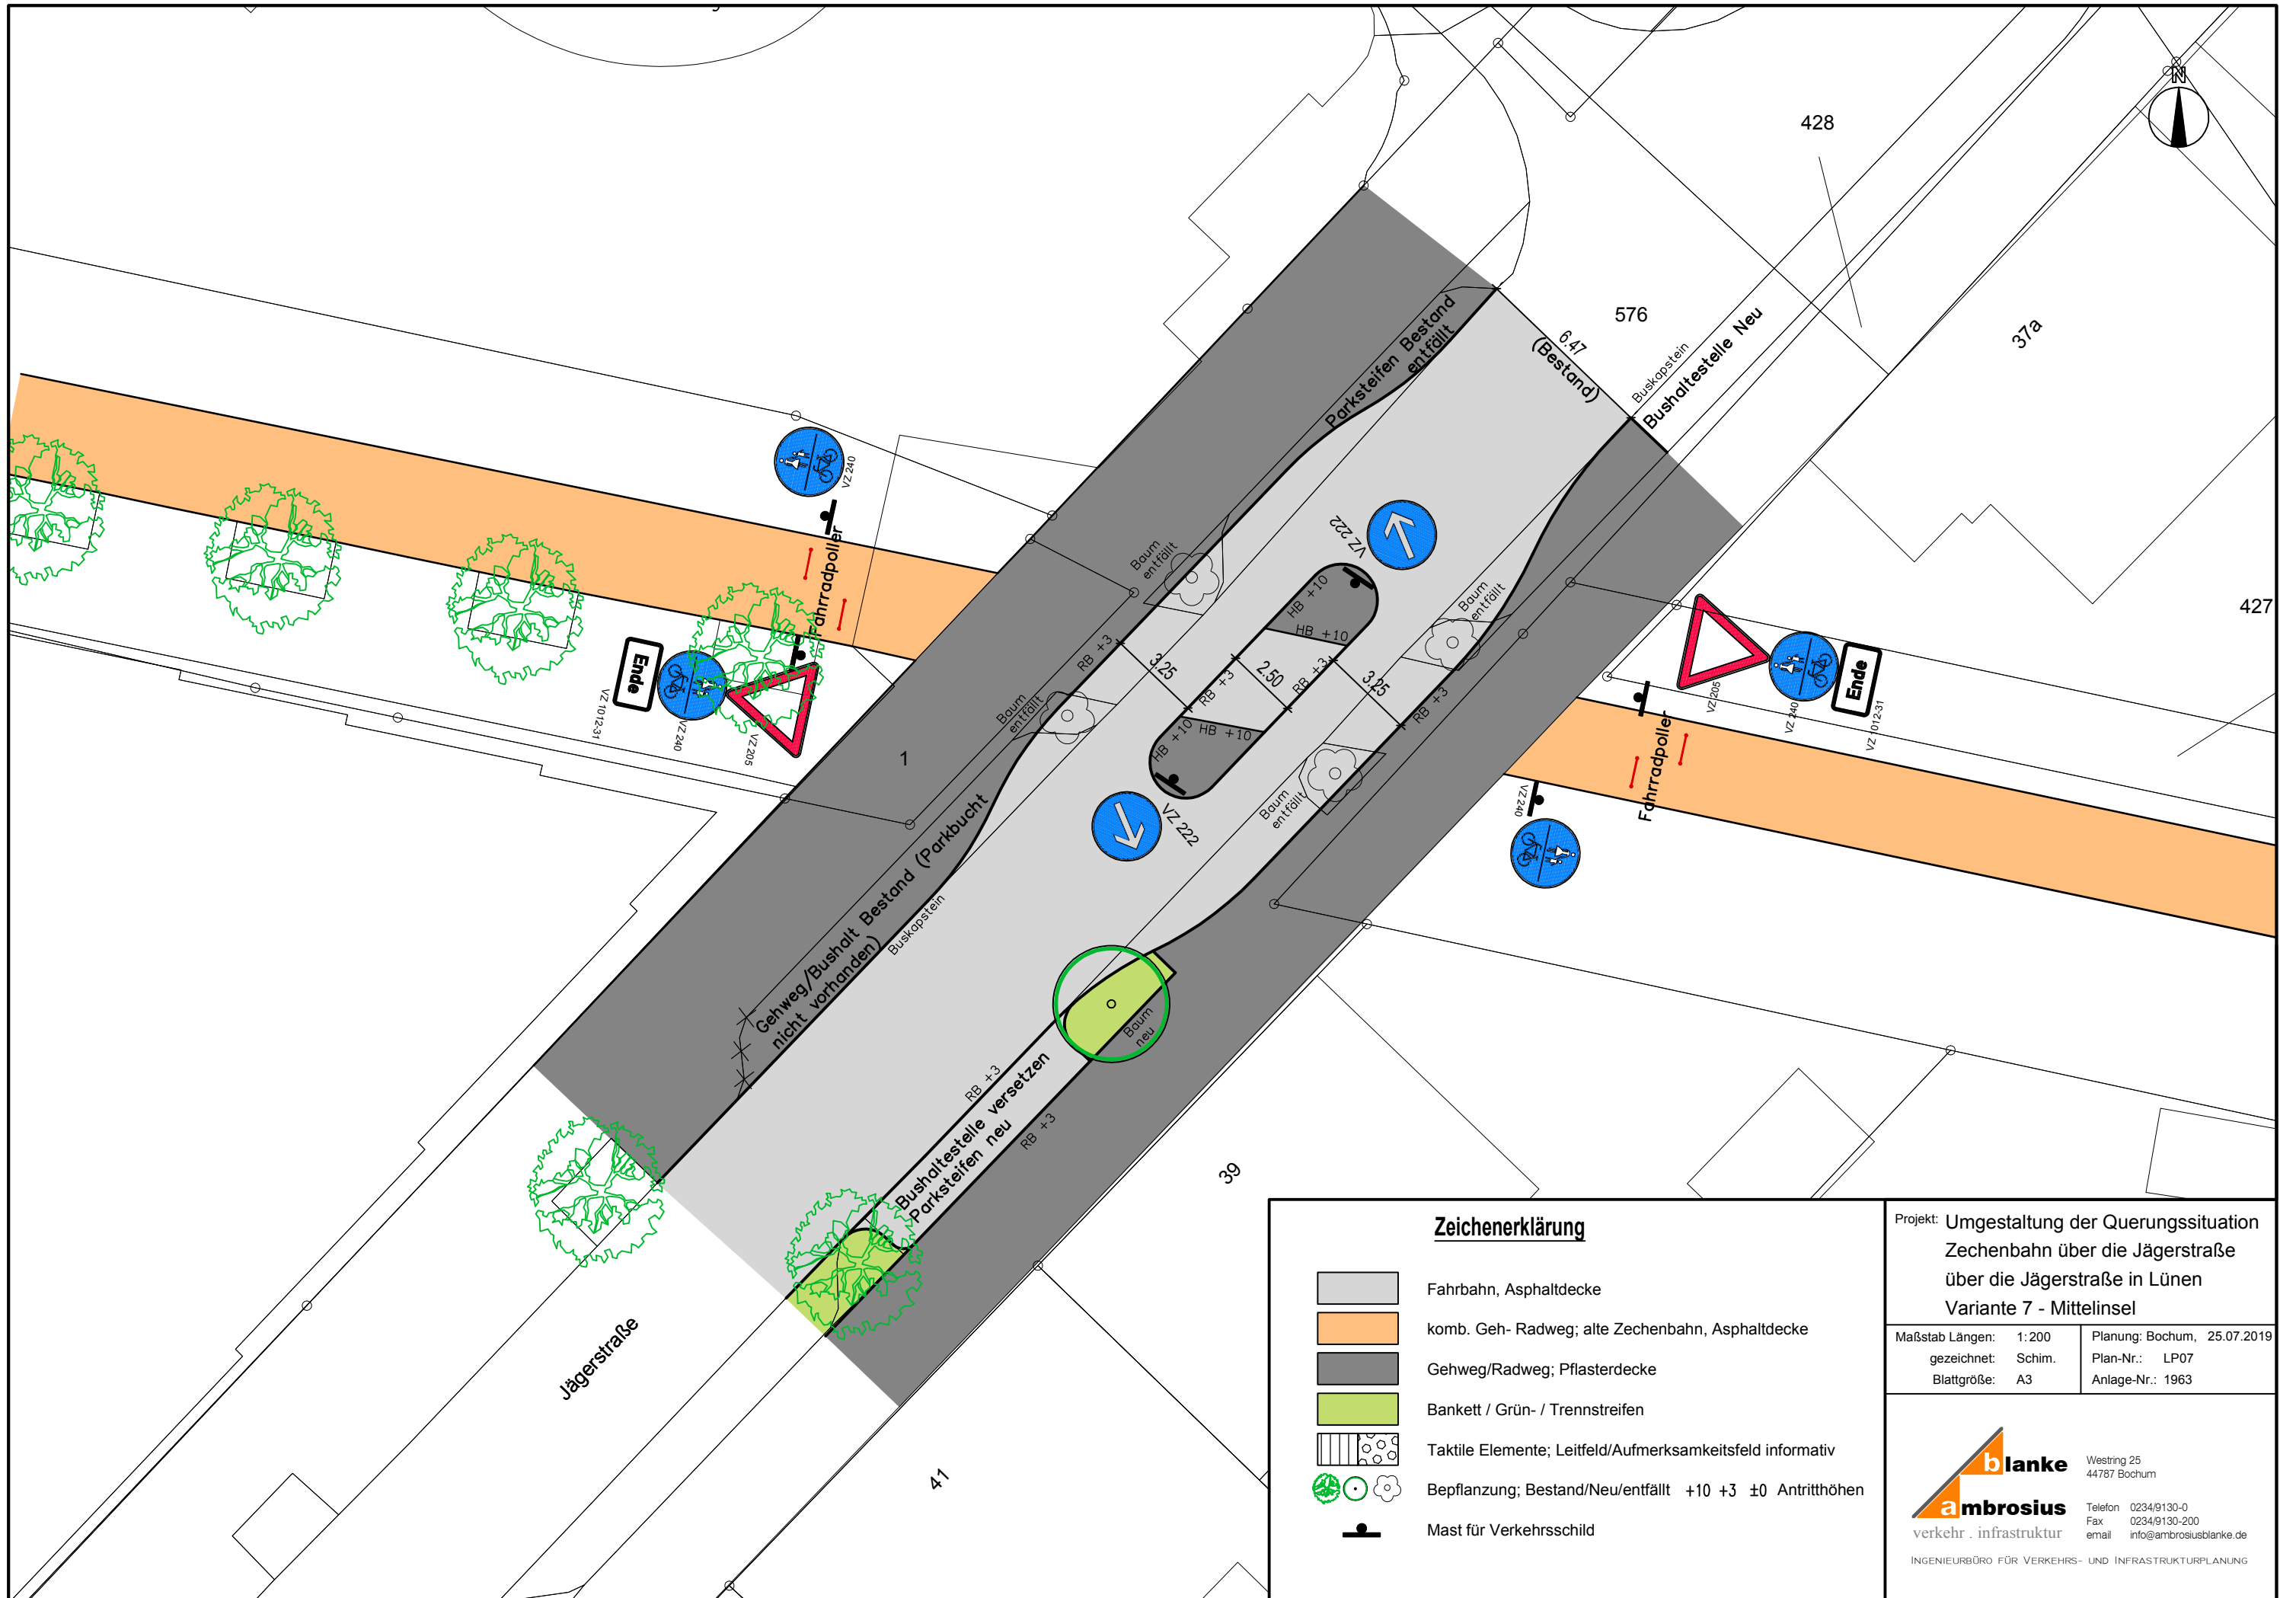 N
428
576
37a
427
6.47
(Bestand)
Buskapstein
Bushaltestelle Neu
Parksteifen Bestand
entfällt
VZ 240
Fahrradpoller
Ende
VZ 1012-31
VZ 240
VZ 205
Baum
entfällt
Baum
entfällt
Baum
entfällt
Baum
entfällt
VZ 222
HB +10
HB +10
RB +3
3.25
RB +3
2.50
RB +3
3.25
RB +3
HB +10
HB +10
VZ 222
VZ 205
VZ 240
Ende
VZ 1012-31
Fahrradpoller
VZ 240
1
Gehweg/Bushalt Bestand (Parkbucht
nicht vorhanden)
Buskapstein
Baum
neu
RB +3
Bushaltestelle versetzen
Parksteifen neu
RB +3
39
41
Jägerstraße
Zeichenerklärung
Fahrbahn, Asphaltdecke
komb. Geh- Radweg; alte Zechenbahn, Asphaltdecke
Gehweg/Radweg; Pflasterdecke
Bankett / Grün- / Trennstreifen
Taktile Elemente; Leitfeld/Aufmerksamkeitsfeld informativ
Bepflanzung; Bestand/Neu/entfällt +10 +3 ±0 Antritthöhen
Mast für Verkehrsschild
Projekt: Umgestaltung der Querungssituation
Zechenbahn über die Jägerstraße
über die Jägerstraße in Lünen
Variante 7 - Mittelinsel
Maßstab Längen: 1:200
gezeichnet: Schim.
Blattgröße: A3
Planung: Bochum, 25.07.2019
Plan-Nr.: LP07
Anlage-Nr.: 1963
blanke
ambrosius
verkehr . infrastruktur
Westring 25
44787 Bochum
Telefon 0234/9130-0
Fax 0234/9130-200
email info@ambrosiusblanke.de
INGENIEURBÜRO FÜR VERKEHRS- UND INFRASTRUKTURPLANUNG